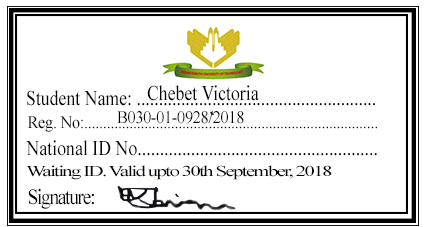 Student Name: Chebet Victoria
Reg. No: B030-01-0928/2018
National ID No.
Waiting ID. Valid upto 30th September, 2018
Signature: